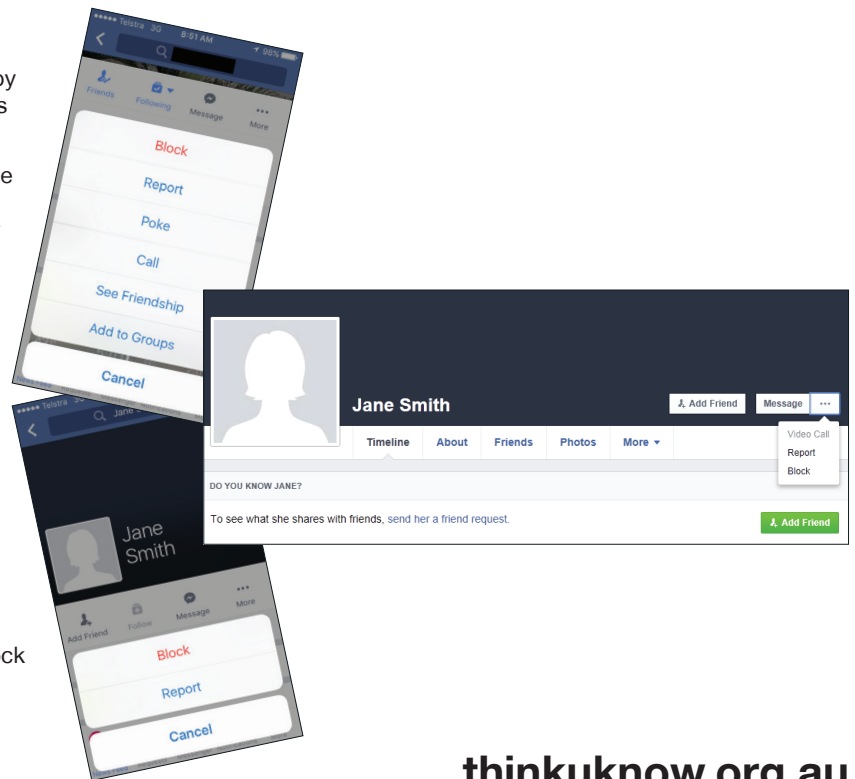 Telstra 3G 8:51 AM 98%
Friends Following Message More
Block
Report
Poke
Call
See Friendship
Add to Groups
Cancel
Telstra
Jane
Jane
Smith
Add Friend Follow Message More
Block
Report
Cancel
Jane Smith
Add Friend Message ...
Video Call
Report
Block
Timeline About Friends Photos More
DO YOU KNOW JANE?
To see what she shares with friends, send her a friend request.
Add Friend
thinkuknow.org.au